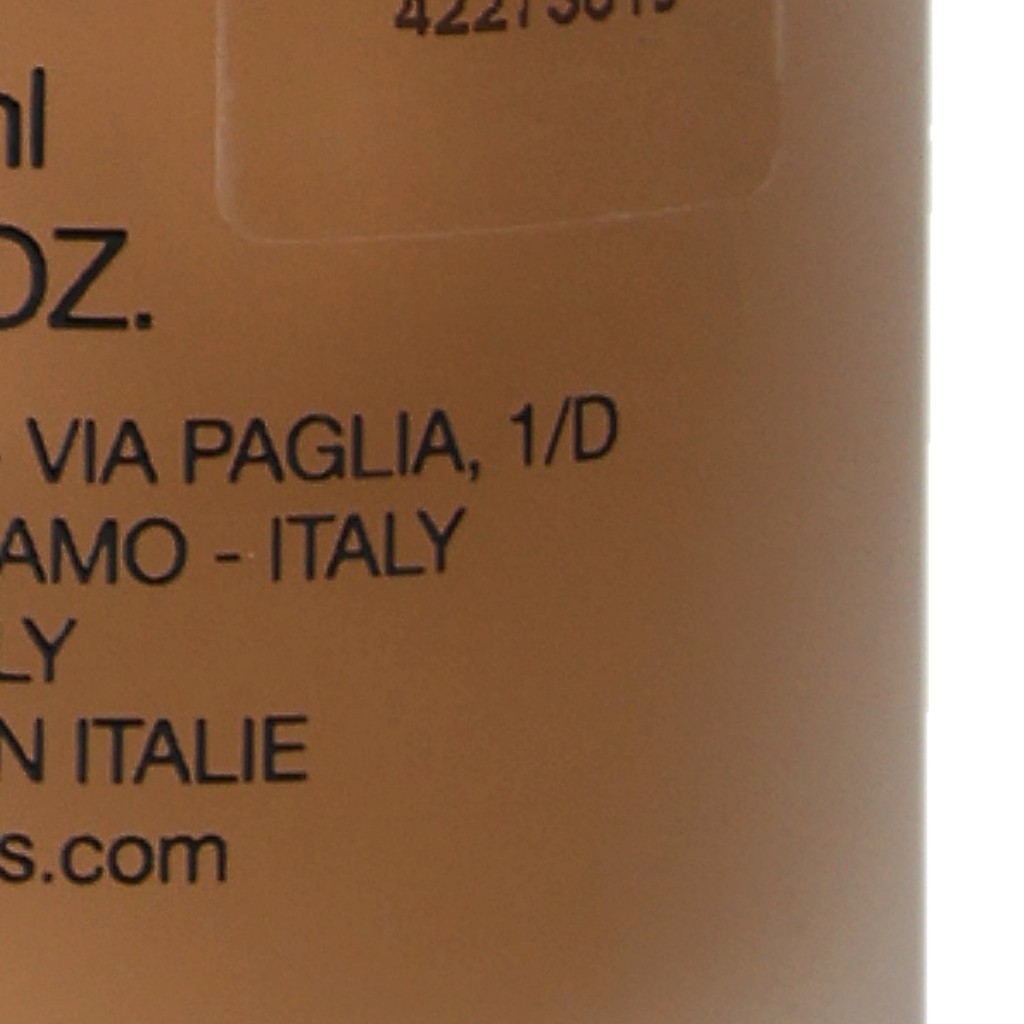 ml
OZ.
- VIA PAGLIA, 1/D
AMO - ITALY
LY
N ITALIE
s.com